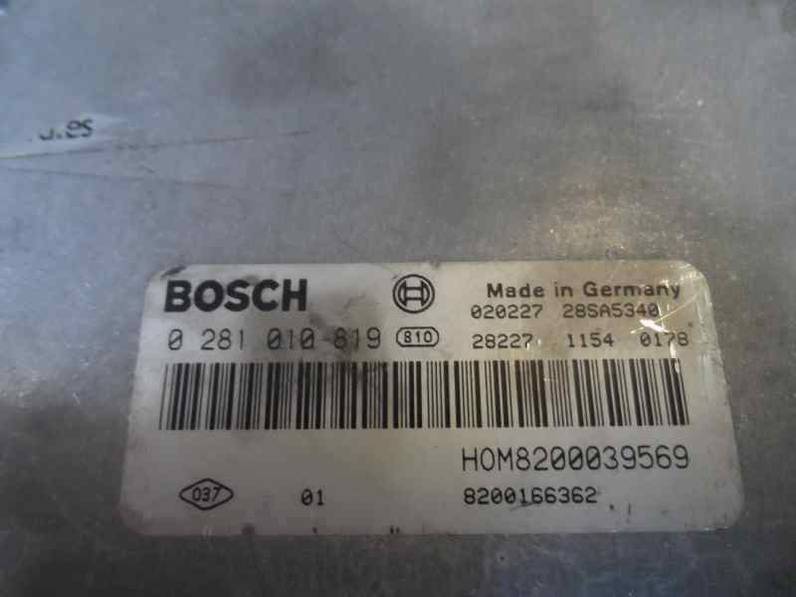 BOSCH Made in Germany
020227 28SA5340
0 281 010 819 810 28227 1154 0178
HOM8200039569
037 01 8200166362